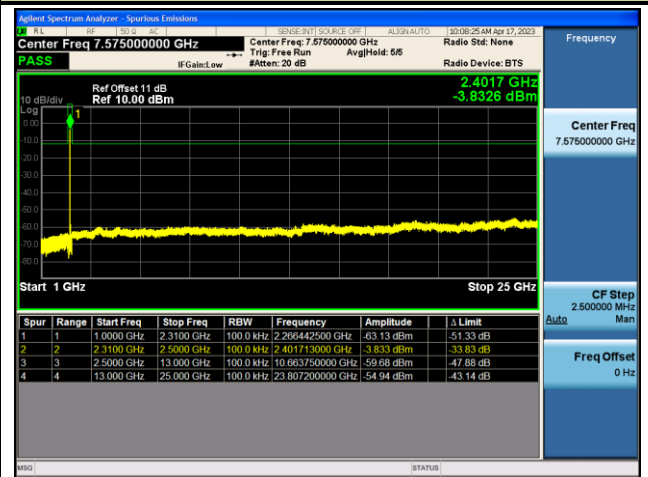 Agilent Spectrum Analyzer - Spurious Emissions
RL RF 50 Ω AC SENSE:INT SOURCE OFF ALIGN AUTO 10:08:25 AM Apr 17, 2023
Center Freq 7.575000000 GHz
Center Freq: 7.575000000 GHz
Radio Std: None
Trig: Free Run Avg|Hold: 5/5
PASS
IFGain:Low
#Atten: 20 dB
Radio Device: BTS
Frequency
Ref Offset 11 dB
2.4017 GHz
10 dB/div Ref 10.00 dBm
-3.8326 dBm
Log
1
0.00
-10.0
-20.0
-30.0
-40.0
-50.0
-60.0
-70.0
-80.0
Start 1 GHz
Stop 25 GHz
Center Freq
7.575000000 GHz
CF Step
2.500000 MHz
Auto Man
Freq Offset
0 Hz
Spur Range Start Freq Stop Freq RBW Frequency Amplitude Δ Limit
1 1 1.0000 GHz 2.3100 GHz 100.0 kHz 2.266442500 GHz -63.13 dBm -51.33 dB
2 2 2.3100 GHz 2.5000 GHz 100.0 kHz 2.401713000 GHz -3.833 dBm -33.83 dB
3 3 2.5000 GHz 13.000 GHz 100.0 kHz 10.663750000 GHz -59.68 dBm -47.88 dB
4 4 13.000 GHz 25.000 GHz 100.0 kHz 23.807200000 GHz -54.94 dBm -43.14 dB
MSG
STATUS